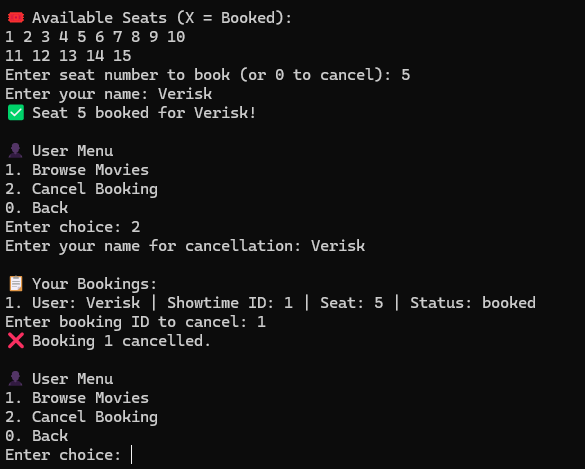 🎟️ Available Seats (X = Booked):
1 2 3 4 5 6 7 8 9 10
11 12 13 14 15
Enter seat number to book (or 0 to cancel): 5
Enter your name: Verisk
✅ Seat 5 booked for Verisk!
👤 User Menu
1. Browse Movies
2. Cancel Booking
0. Back
Enter choice: 2
Enter your name for cancellation: Verisk
📋 Your Bookings:
1. User: Verisk | Showtime ID: 1 | Seat: 5 | Status: booked
Enter booking ID to cancel: 1
❌ Booking 1 cancelled.
👤 User Menu
1. Browse Movies
2. Cancel Booking
0. Back
Enter choice: